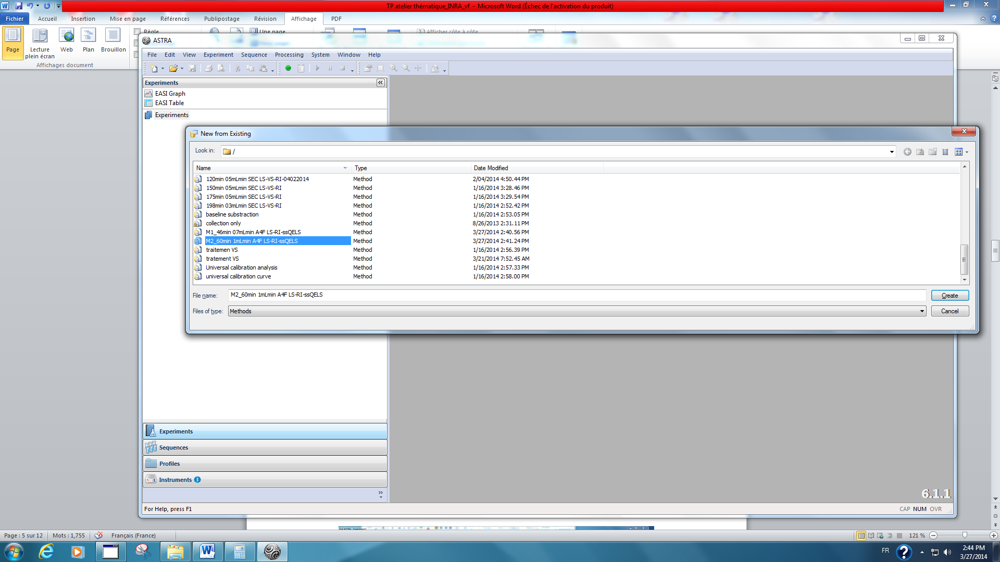 TP atelier thématique_INRA_vf - Microsoft Word (Échec de l'activation du produit)
Fichier Accueil Insertion Mise en page Références Publipostage Révision Affichage PDF
Règle Une page Afficher côte à côte
Page Lecture plein écran Web Plan Brouillon
Affichages document
ASTRA
File Edit View Experiment Sequence Processing System Window Help
Experiments
EASI Graph
EASI Table
Experiments
New from Existing
Look in: /
Name Type Date Modified
120min 05mLmin SEC LS-VS-RI-04022014 Method 2/04/2014 4:50.44 PM
150min 05mLmin SEC LS-VS-RI Method 1/16/2014 3:28.46 PM
175min 05mLmin SEC LS-VS-RI Method 1/16/2014 3:29.54 PM
198min 03mLmin SEC LS-VS-RI Method 1/16/2014 2:52.42 PM
baseline substraction Method 1/16/2014 2:53.05 PM
collection only Method 8/26/2013 2:31.11 PM
M1_46min 07mLmin A4F LS-RI-ssQELS Method 3/27/2014 2:40.56 PM
M2_60min 1mLmin A4F LS-RI-ssQELS Method 3/27/2014 2:41.24 PM
traitemen VS Method 1/16/2014 2:56.39 PM
tratement VS Method 3/21/2014 7:52.45 AM
Universal calibration analysis Method 1/16/2014 2:57.33 PM
universal calibration curve Method 1/16/2014 2:58.00 PM
File name: M2_60min 1mLmin A4F LS-RI-ssQELS Create
Files of type: Methods Cancel
Experiments
Sequences
Profiles
Instruments 3
6.1.1
For Help, press F1 CAP NUM OVR
Page : 5 sur 12 Mots : 1,755 Français (France) 121 %
FR 2:44 PM
3/27/2014